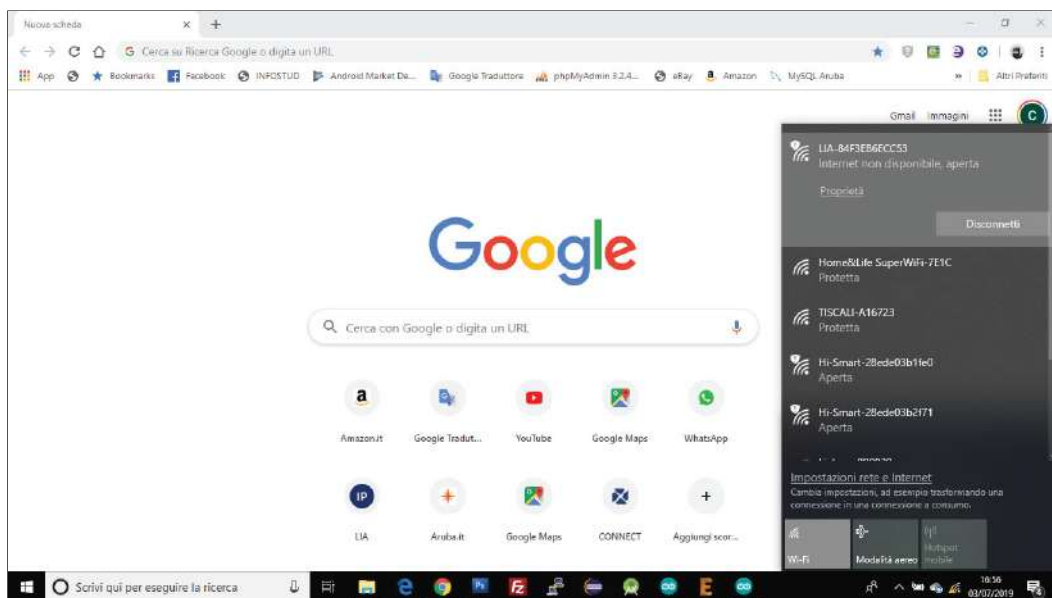 Nuova scheda
Cerca su Ricerca Google o digita un URL
App
Bookmarks
Facebook
INFOSTUD
Android Market De...
Google Traduttore
phpMyAdmin 3.2.4...
eBay
Amazon
MySQL Aruba
»
Altri Preferiti
Gmail
Immagini
C
LIA-84F3EB6ECC53
Internet non disponibile, aperta
Proprietà
Disconnetti
Home&Life SuperWiFi-7E1C
Protetta
TISCALI-A16723
Protetta
Hi-Smart-28ede03b1fe0
Aperta
Hi-Smart-28ede03b2f71
Aperta
Google
Cerca con Google o digita un URL
Amazon.it
Google Tradut...
YouTube
Google Maps
WhatsApp
IP
LIA
Aruba.it
Google Maps
CONNECT
Aggiungi scor...
Impostazioni rete e Internet
Cambia impostazioni, ad esempio trasformando una
connessione in una connessione a consumo.
Wi-Fi
Modalità aereo
Hotspot
mobile
Scrivi qui per eseguire la ricerca
16:56
03/07/2019